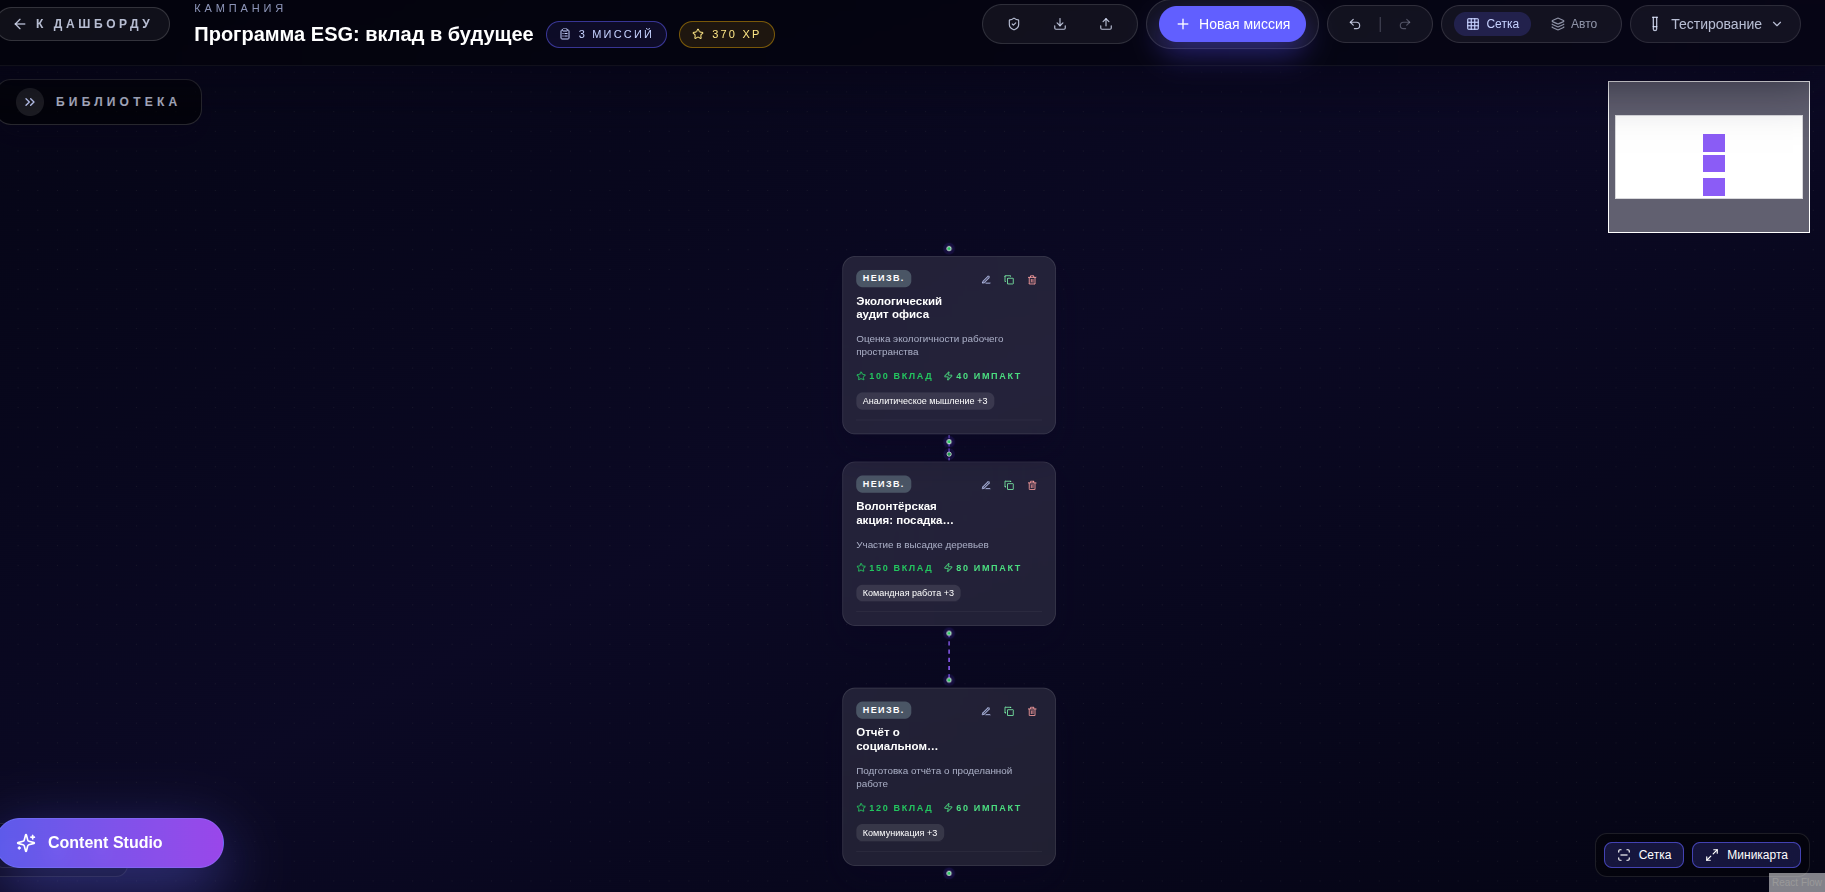 К ДАШБОРДУ
КАМПАНИЯ
Программа ESG: вклад в будущее
3 МИССИЙ
370 XP
Новая миссия
Сетка
Авто
Тестирование
БИБЛИОТЕКА
НЕИЗВ.
Экологический
аудит офиса
Оценка экологичности рабочего
пространства
100 ВКЛАД 40 ИМПАКТ
Аналитическое мышление +3
НЕИЗВ.
Волонтёрская
акция: посадка…
Участие в высадке деревьев
150 ВКЛАД 80 ИМПАКТ
Командная работа +3
НЕИЗВ.
Отчёт о
социальном…
Подготовка отчёта о проделанной
работе
120 ВКЛАД 60 ИМПАКТ
Коммуникация +3
Content Studio
Сетка
Миникарта
React Flow